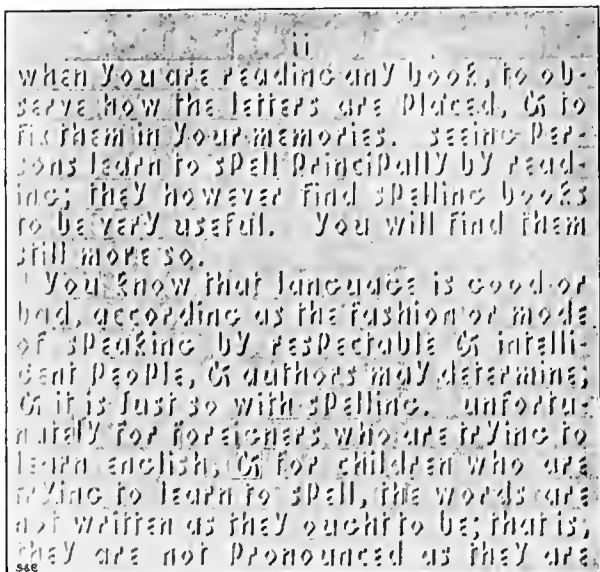 ii
when you are reading any book, to ob-
serve how the letters are placed, & to
fix them in your memories. seeing per-
sons learn to spell principally by read-
ing; they however find spelling books
to be very useful. you will find them
still more so.
you know that language is good or
bad, according as the fashion or mode
of speaking by respectable & intelli-
gent people, & authors may determine;
& it is just so with spelling. unfortu-
nately for foreigners who are trying to
learn english, & for children who are
trying to learn to spell, the words are
not written as they ought to be; that is,
they are not pronounced as they are